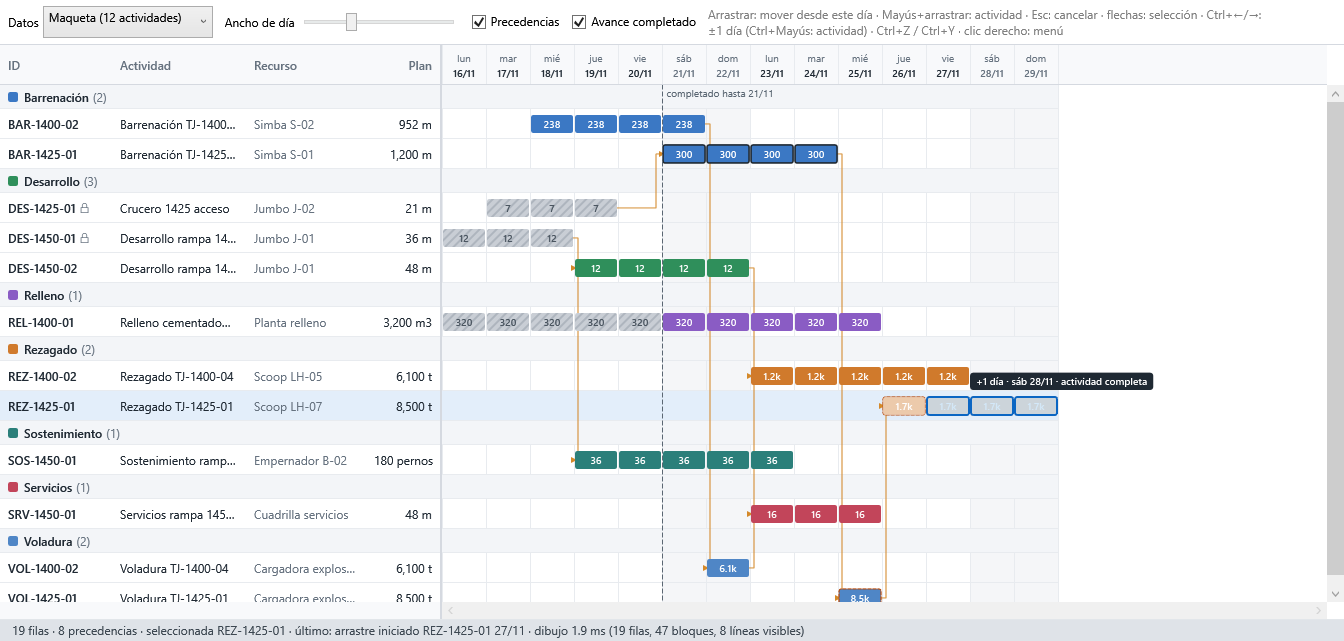 Datos Maqueta (12 actividades) Ancho de día Precedencias Avance completado Arrastrar: mover desde este día · Mayús+arrastrar: actividad · Esc: cancelar · flechas: selección · Ctrl+←/→:
±1 día (Ctrl+Mayús: actividad) · Ctrl+Z / Ctrl+Y · clic derecho: menú
ID Actividad Recurso Plan lun mar mié jue vie sáb dom lun mar mié jue vie sáb dom
16/11 17/11 18/11 19/11 20/11 21/11 22/11 23/11 24/11 25/11 26/11 27/11 28/11 29/11
Barrenación (2) completado hasta 21/11
BAR-1400-02 Barrenación TJ-1400... Simba S-02 952 m 238 238 238 238
BAR-1425-01 Barrenación TJ-1425... Simba S-01 1,200 m 300 300 300 300
Desarrollo (3)
DES-1425-01 Crucero 1425 acceso Jumbo J-02 21 m 7 7 7
DES-1450-01 Desarrollo rampa 14... Jumbo J-01 36 m 12 12 12
DES-1450-02 Desarrollo rampa 14... Jumbo J-01 48 m 12 12 12 12
Relleno (1)
REL-1400-01 Relleno cementado... Planta relleno 3,200 m3 320 320 320 320 320 320 320 320 320 320
Rezagado (2)
REZ-1400-02 Rezagado TJ-1400-04 Scoop LH-05 6,100 t 1.2k 1.2k 1.2k 1.2k 1.2k
+1 día · sáb 28/11 · actividad completa
REZ-1425-01 Rezagado TJ-1425-01 Scoop LH-07 8,500 t 1.7k 1.7k 1.7k 1.7k
Sostenimiento (1)
SOS-1450-01 Sostenimiento ramp... Empernador B-02 180 pernos 36 36 36 36 36
Servicios (1)
SRV-1450-01 Servicios rampa 145... Cuadrilla servicios 48 m 16 16 16
Voladura (2)
VOL-1400-02 Voladura TJ-1400-04 Cargadora explos... 6,100 t 6.1k
VOL-1425-01 Voladura TJ-1425-01 Cargadora explos... 8,500 t 8.5k
19 filas · 8 precedencias · seleccionada REZ-1425-01 · último: arrastre iniciado REZ-1425-01 27/11 · dibujo 1.9 ms (19 filas, 47 bloques, 8 líneas visibles)